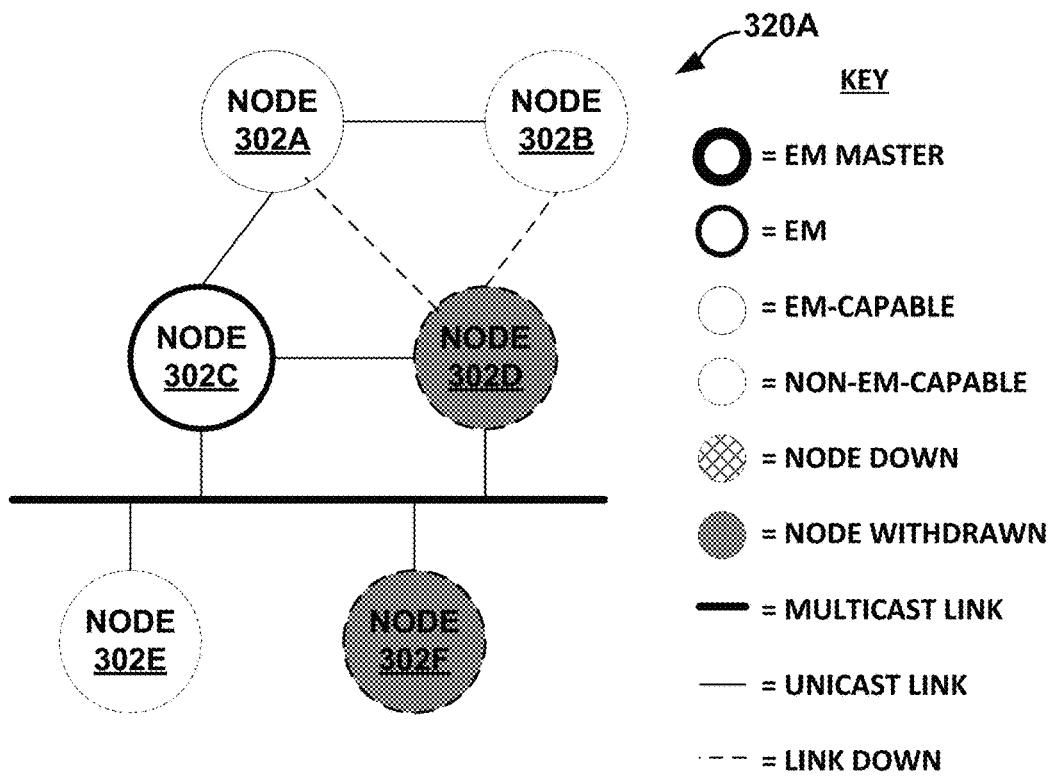 320A
KEY
NODE
302A
NODE
302B
= EM MASTER
= EM
= EM-CAPABLE
NODE
302C
NODE
302D
= NON-EM-CAPABLE
= NODE DOWN
= NODE WITHDRAWN
= MULTICAST LINK
NODE
302E
NODE
302F
= UNICAST LINK
= LINK DOWN